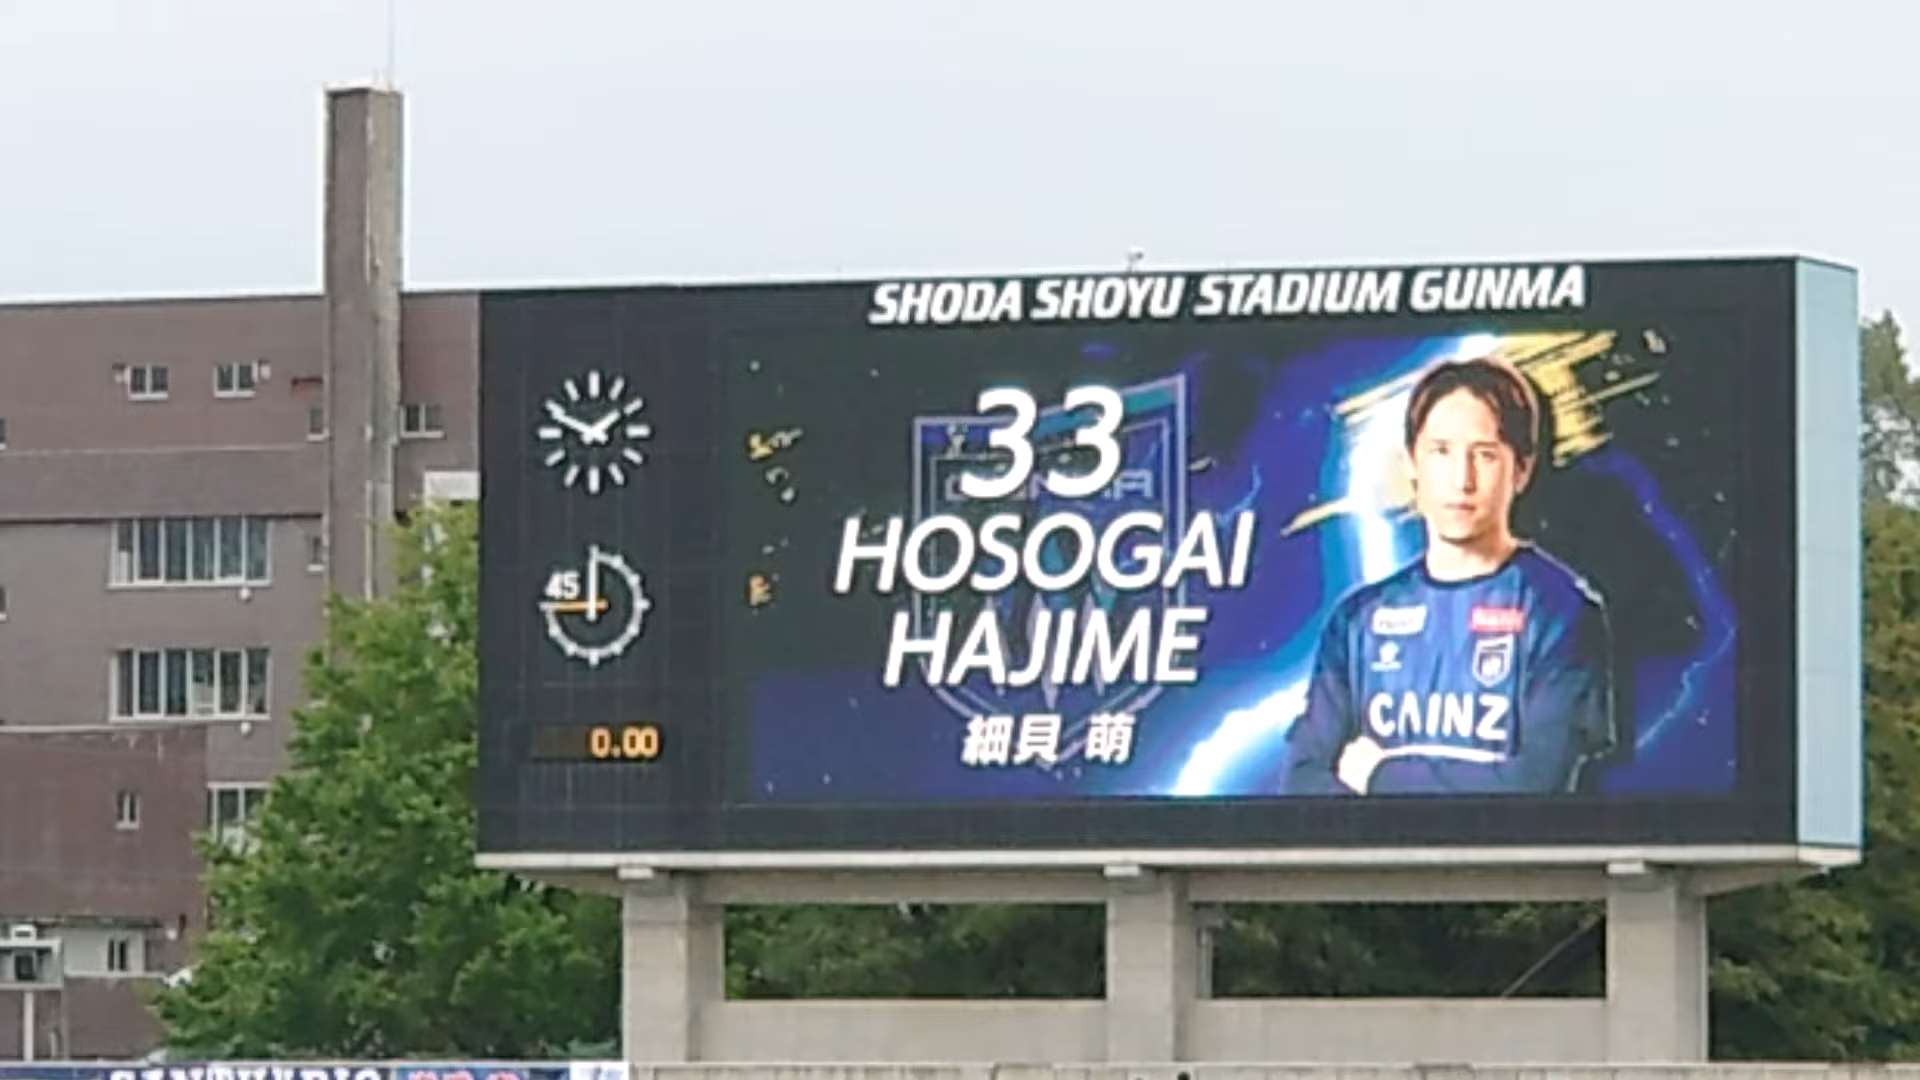 SHODA SHOYU STADIUM GUNMA
33
HOSOGAI
HAJIME
細貝 萌
45
0.00
CAINZ